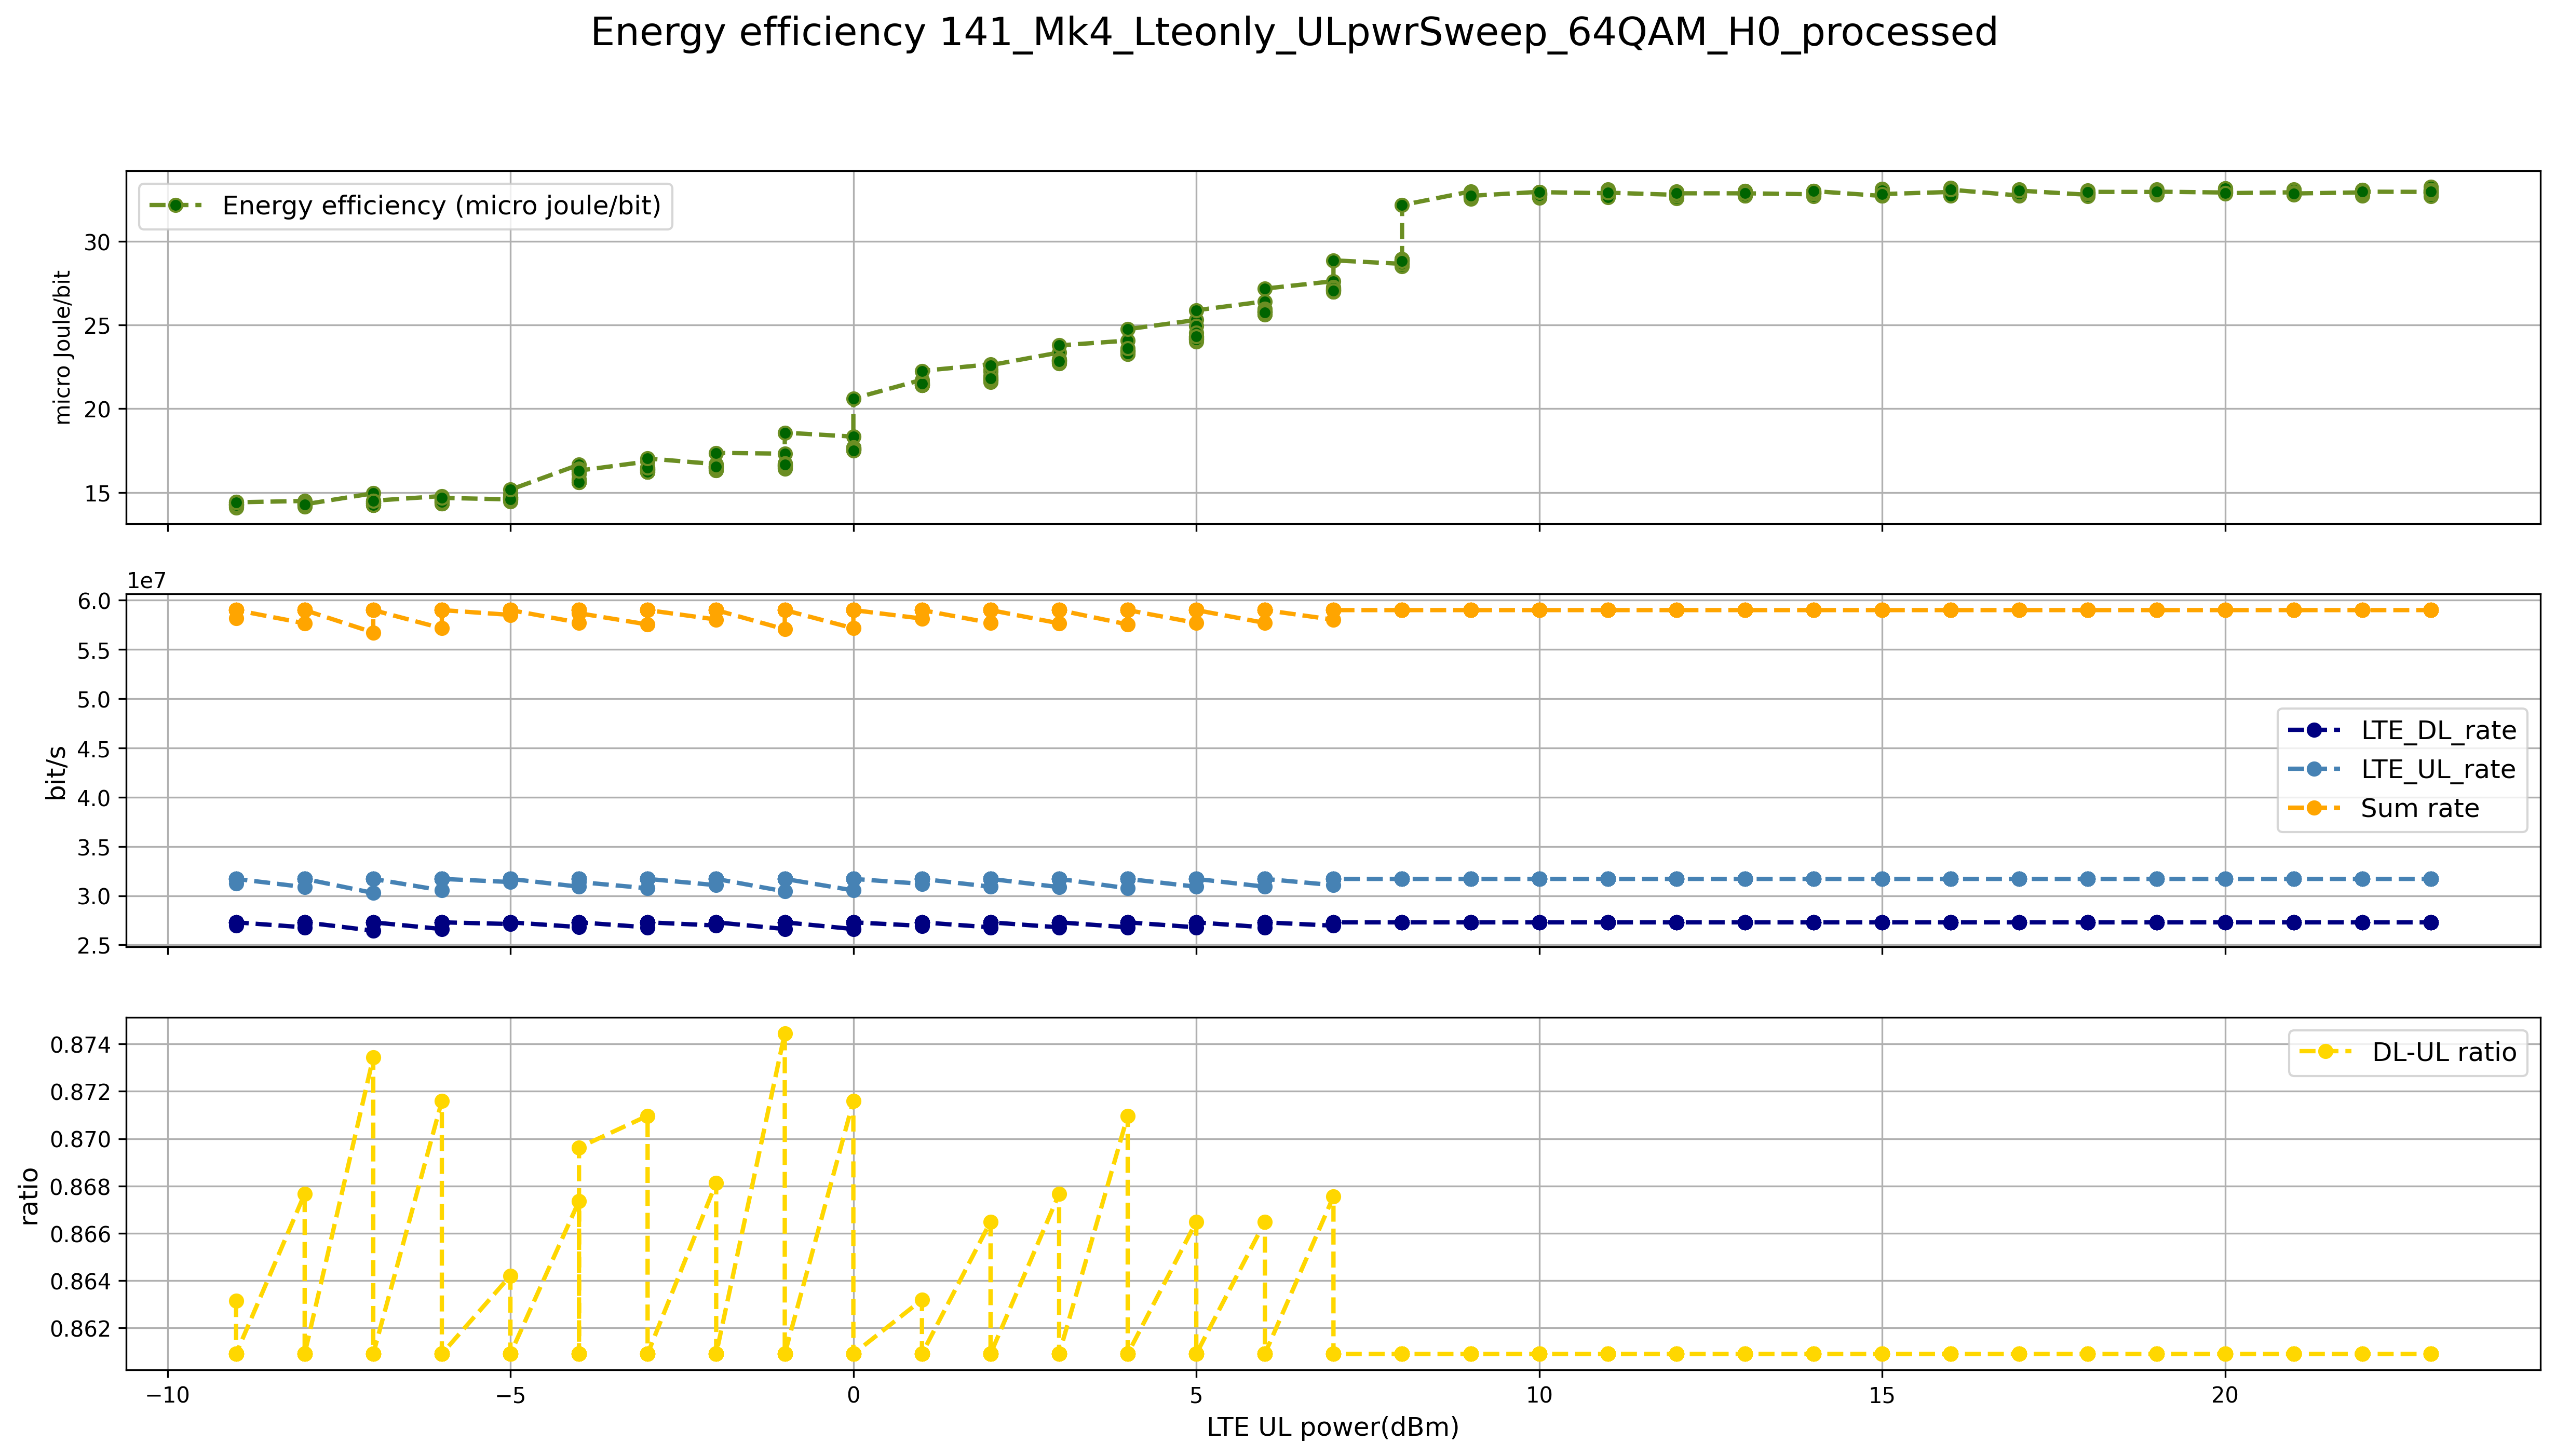 Energy efficiency 141_Mk4_Lteonly_ULpwrSweep_64QAM_H0_processed
Energy efficiency (micro joule/bit)
micro Joule/bit
30
25
20
15
1e7
6.0
5.5
5.0
4.5
4.0
3.5
3.0
2.5
bit/s
LTE_DL_rate
LTE_UL_rate
Sum rate
0.874
0.872
0.870
0.868
0.866
0.864
0.862
ratio
DL-UL ratio
−10 −5 0 5 10 15 20
LTE UL power(dBm)